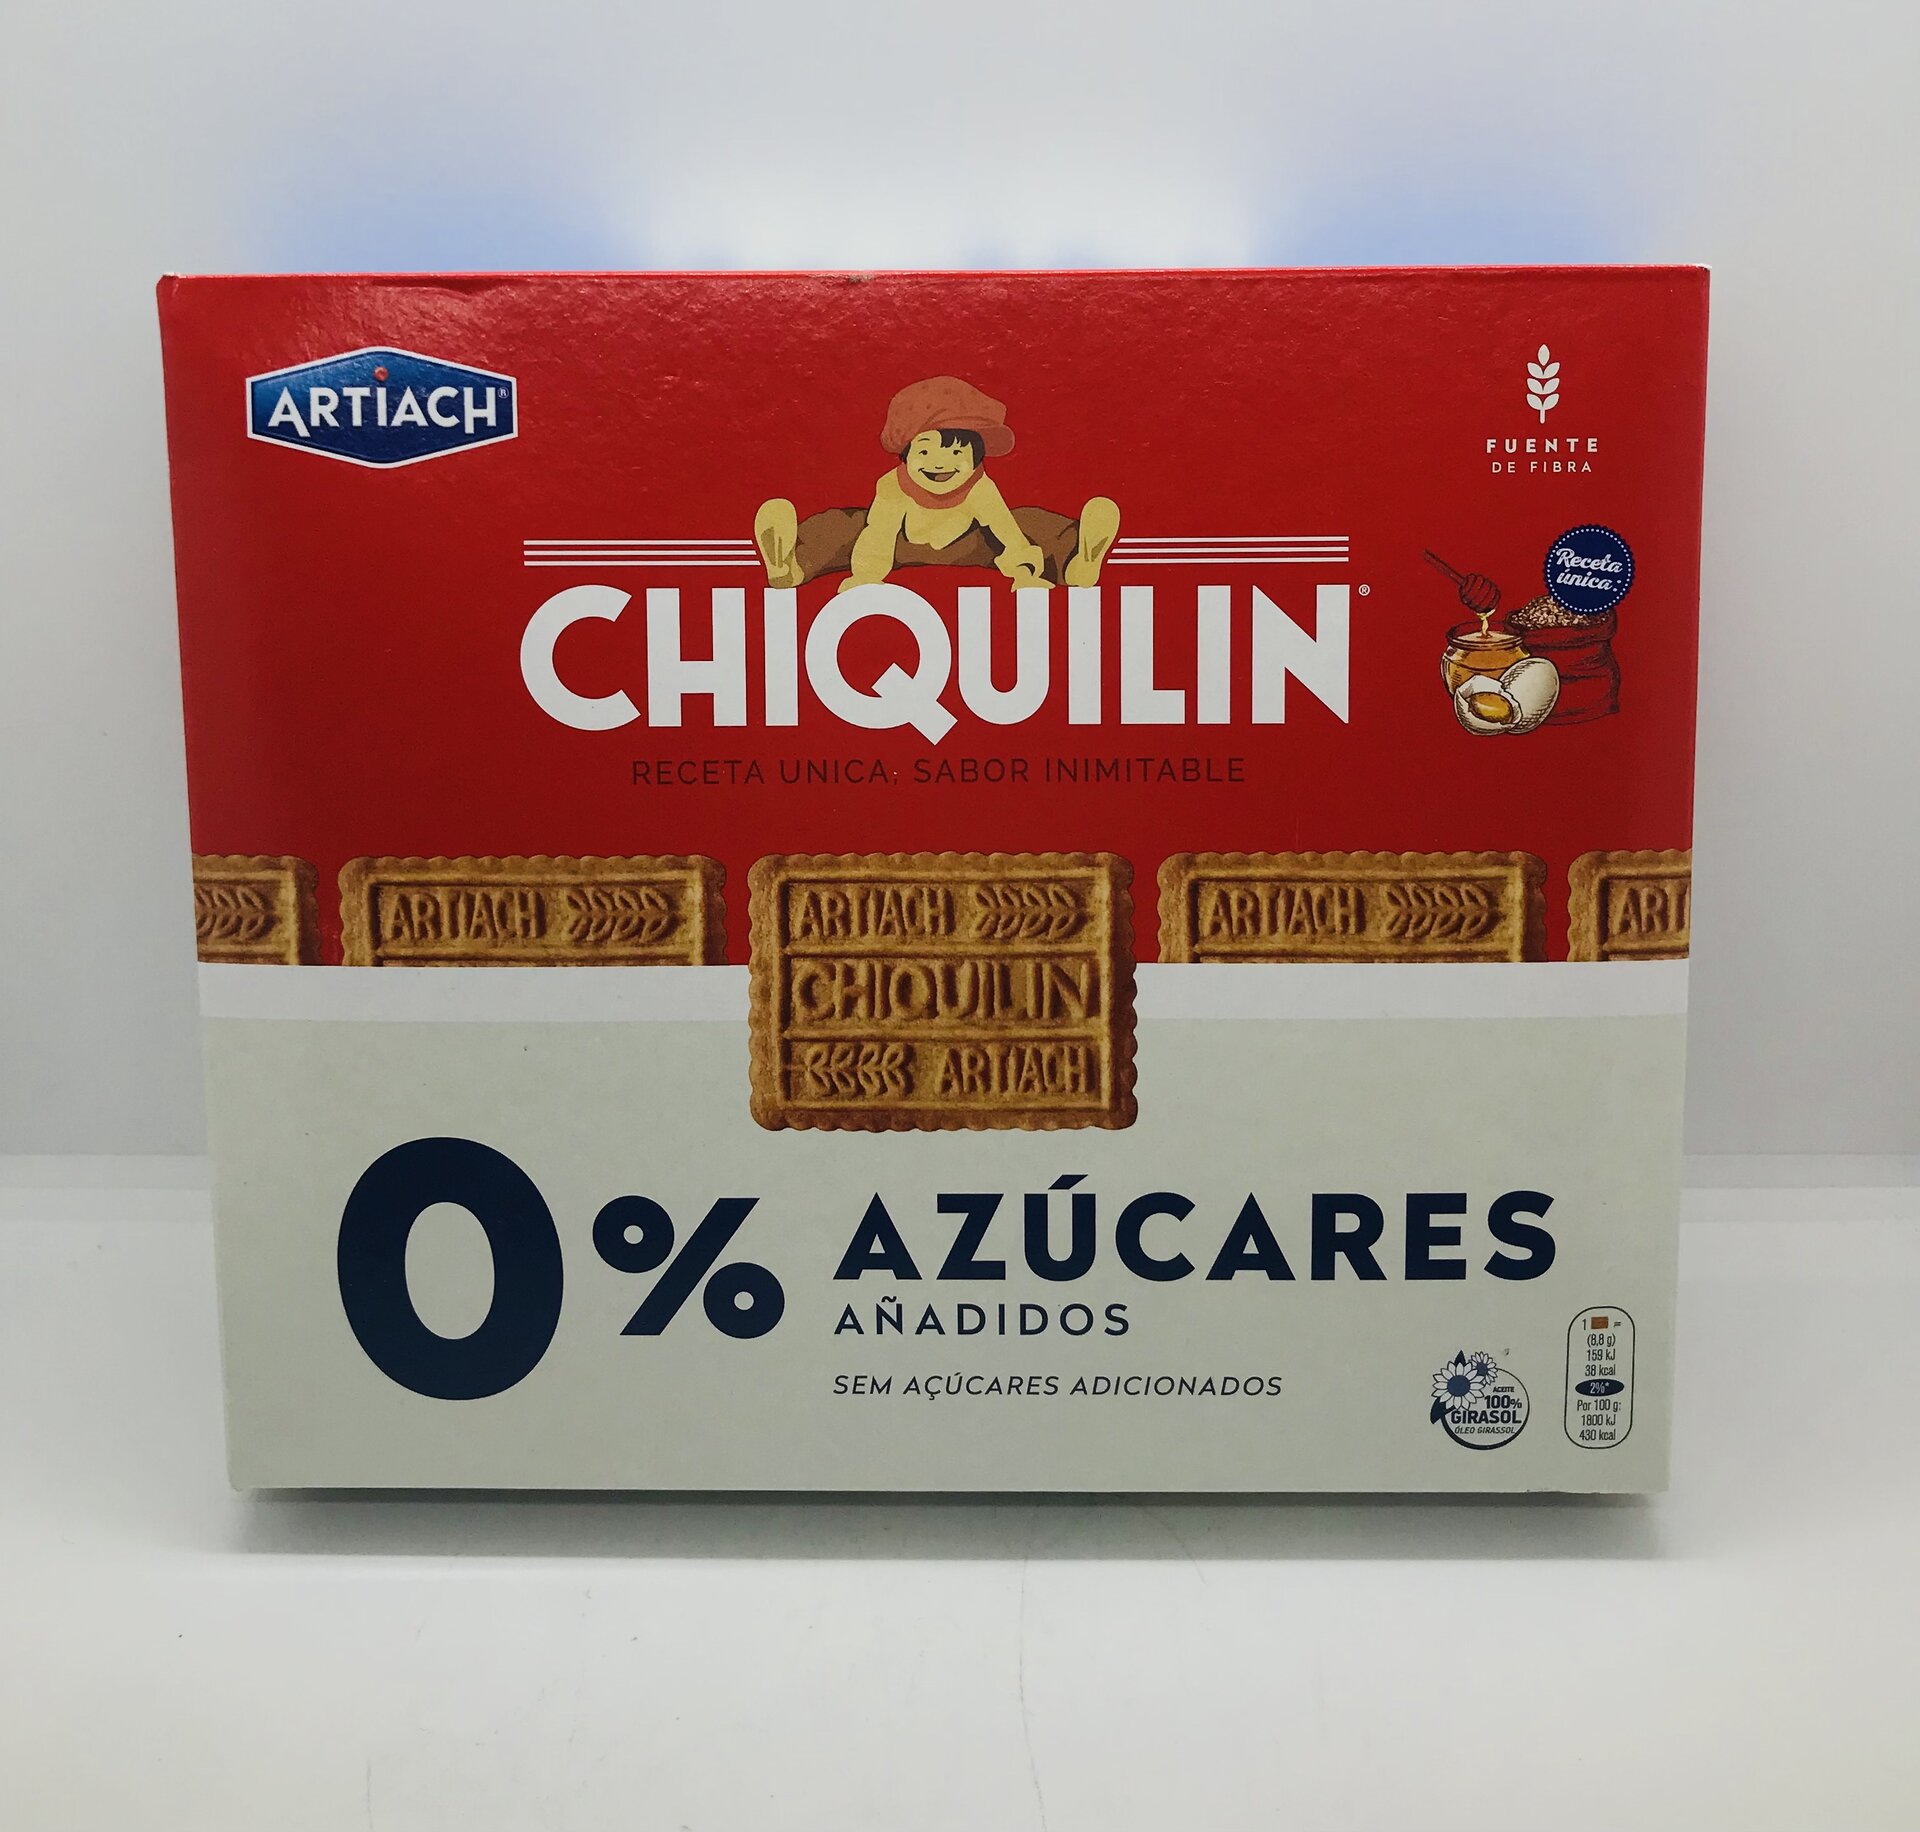 ARTIACH®
FUENTE
DE FIBRA
Receta
única
CHIQUILIN®
RECETA UNICA, SABOR INIMITABLE
ARTIACH
ARTIACH
ARTIACH
ART
CHIQUILIN
ARTIACH
0% AZÚCARES
AÑADIDOS
SEM AÇÚCARES ADICIONADOS
ACEITE
100%
GIRASOL
ÓLEO GIRASSOL
1 =
(8,8 g)
159 kJ
38 kcal
2%*
Por 100 g:
1800 kJ
430 kcal